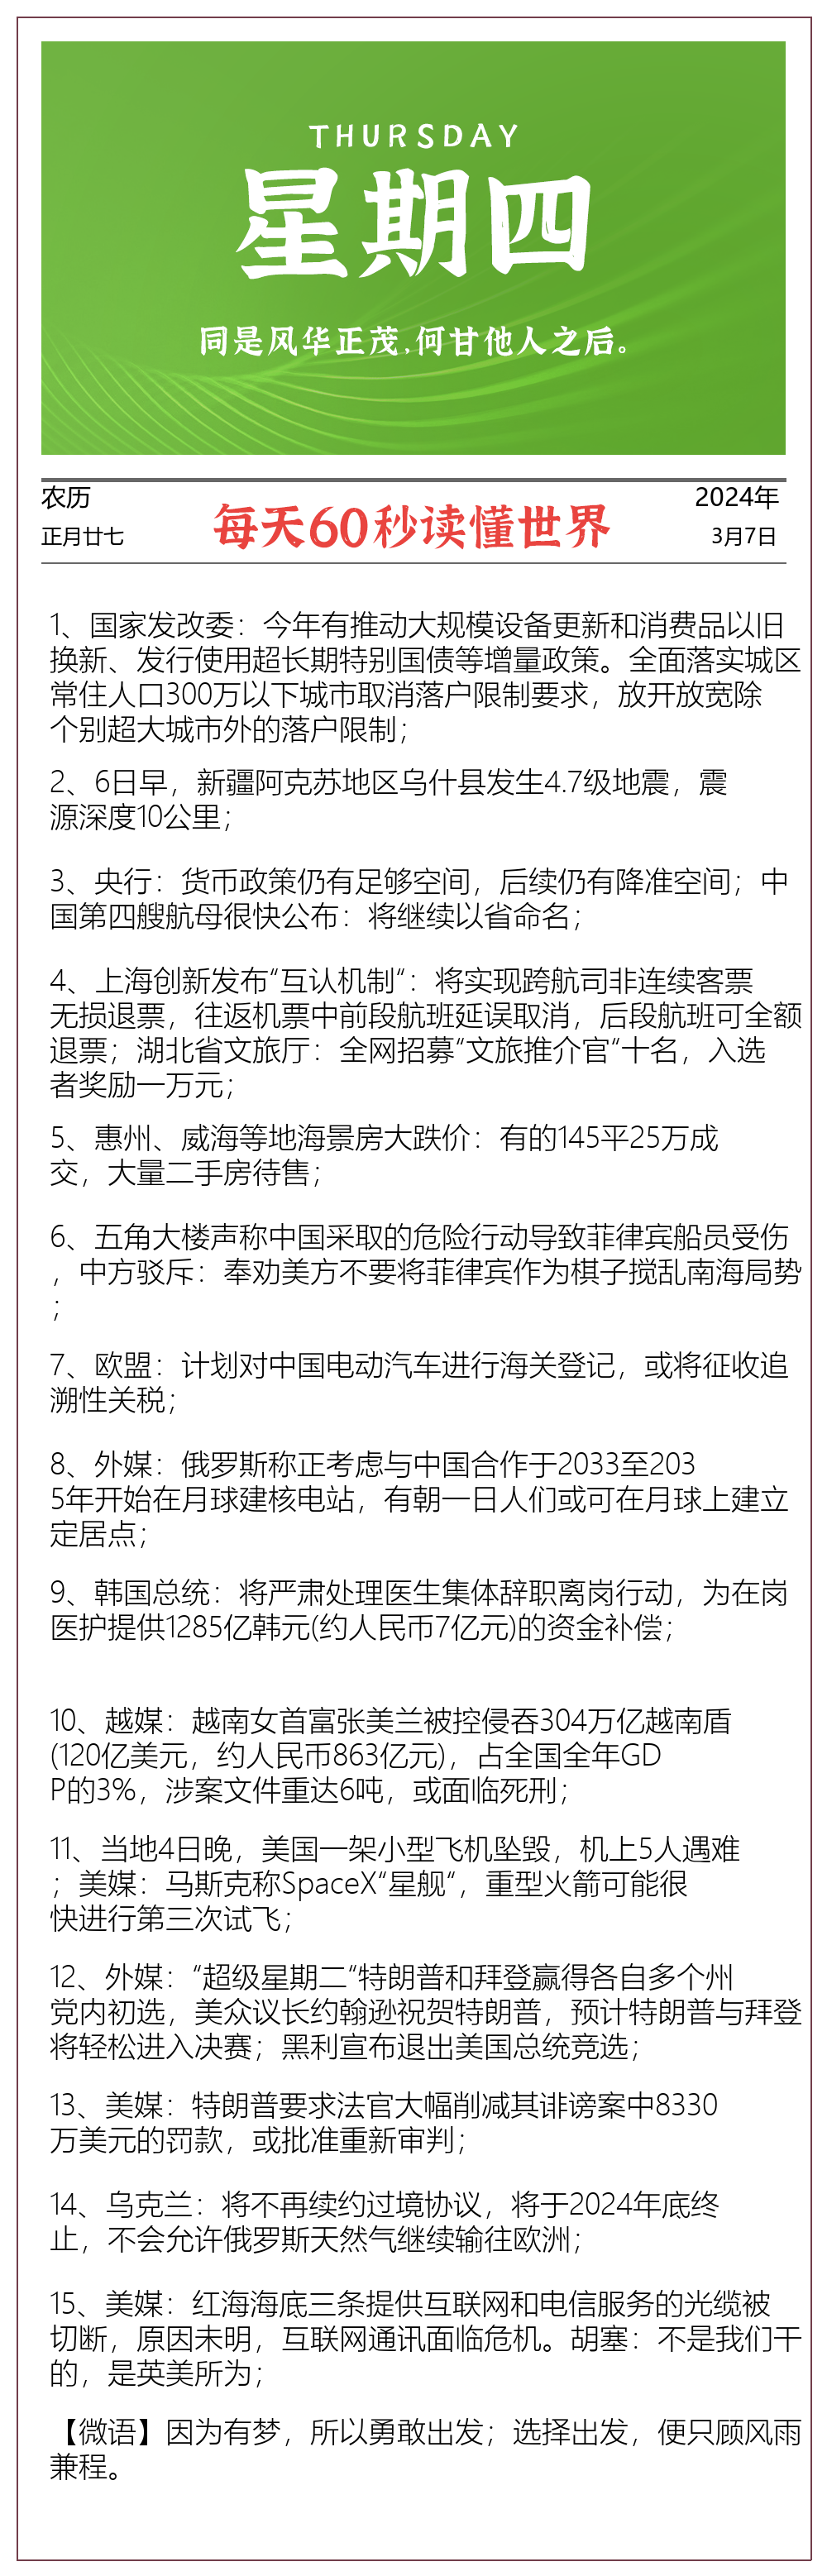 THURSDAY
星期四
同是风华正茂,何甘他人之后。
农历
2024年
每天60秒读懂世界
正月廿七
3月7日
1、国家发改委：今年有推动大规模设备更新和消费品以旧
换新、发行使用超长期特别国债等增量政策。全面落实城区
常住人口300万以下城市取消落户限制要求，放开放宽除
个别超大城市外的落户限制；
2、6日早，新疆阿克苏地区乌什县发生4.7级地震，震
源深度10公里；
3、央行：货币政策仍有足够空间，后续仍有降准空间；中
国第四艘航母很快公布：将继续以省命名；
4、上海创新发布“互认机制“：将实现跨航司非连续客票
无损退票，往返机票中前段航班延误取消，后段航班可全额
退票；湖北省文旅厅：全网招募“文旅推介官“十名，入选
者奖励一万元；
5、惠州、威海等地海景房大跌价：有的145平25万成
交，大量二手房待售；
6、五角大楼声称中国采取的危险行动导致菲律宾船员受伤
，中方驳斥：奉劝美方不要将菲律宾作为棋子搅乱南海局势
；
7、欧盟：计划对中国电动汽车进行海关登记，或将征收追
溯性关税；
8、外媒：俄罗斯称正考虑与中国合作于2033至203
5年开始在月球建核电站，有朝一日人们或可在月球上建立
定居点；
9、韩国总统：将严肃处理医生集体辞职离岗行动，为在岗
医护提供1285亿韩元(约人民币7亿元)的资金补偿；
10、越媒：越南女首富张美兰被控侵吞304万亿越南盾
(120亿美元，约人民币863亿元)，占全国全年GD
P的3%，涉案文件重达6吨，或面临死刑；
11、当地4日晚，美国一架小型飞机坠毁，机上5人遇难
；美媒：马斯克称SpaceX“星舰“，重型火箭可能很
快进行第三次试飞；
12、外媒：“超级星期二“特朗普和拜登赢得各自多个州
党内初选，美众议长约翰逊祝贺特朗普，预计特朗普与拜登
将轻松进入决赛；黑利宣布退出美国总统竞选；
13、美媒：特朗普要求法官大幅削减其诽谤案中8330
万美元的罚款，或批准重新审判；
14、乌克兰：将不再续约过境协议，将于2024年底终
止，不会允许俄罗斯天然气继续输往欧洲；
15、美媒：红海海底三条提供互联网和电信服务的光缆被
切断，原因未明，互联网通讯面临危机。胡塞：不是我们干
的，是英美所为；
【微语】因为有梦，所以勇敢出发；选择出发，便只顾风雨
兼程。